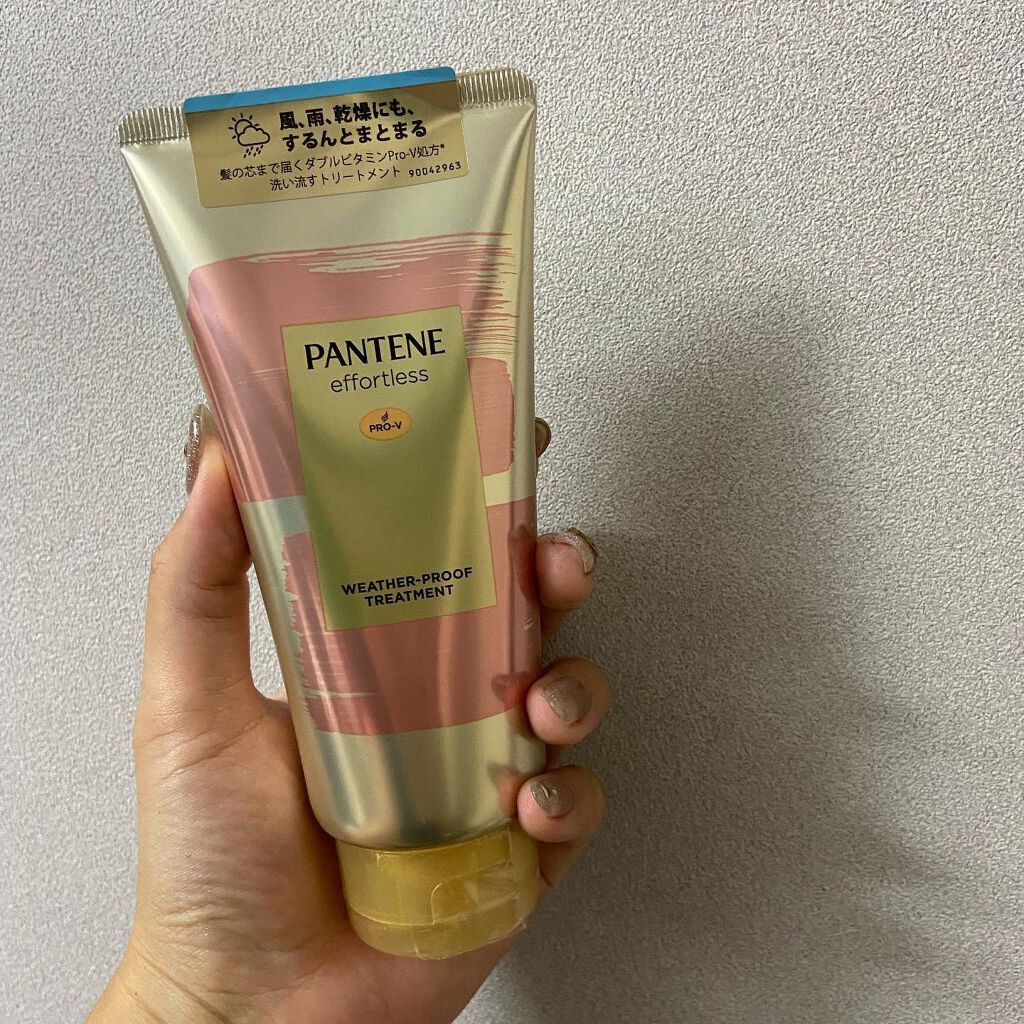 風、雨、乾燥にも、
するんとまとまる
髪の芯まで届くダブルビタミンPro-V処方*
洗い流すトリートメント 90042963
PANTENE
effortless
PRO-V
WEATHER-PROOF
TREATMENT